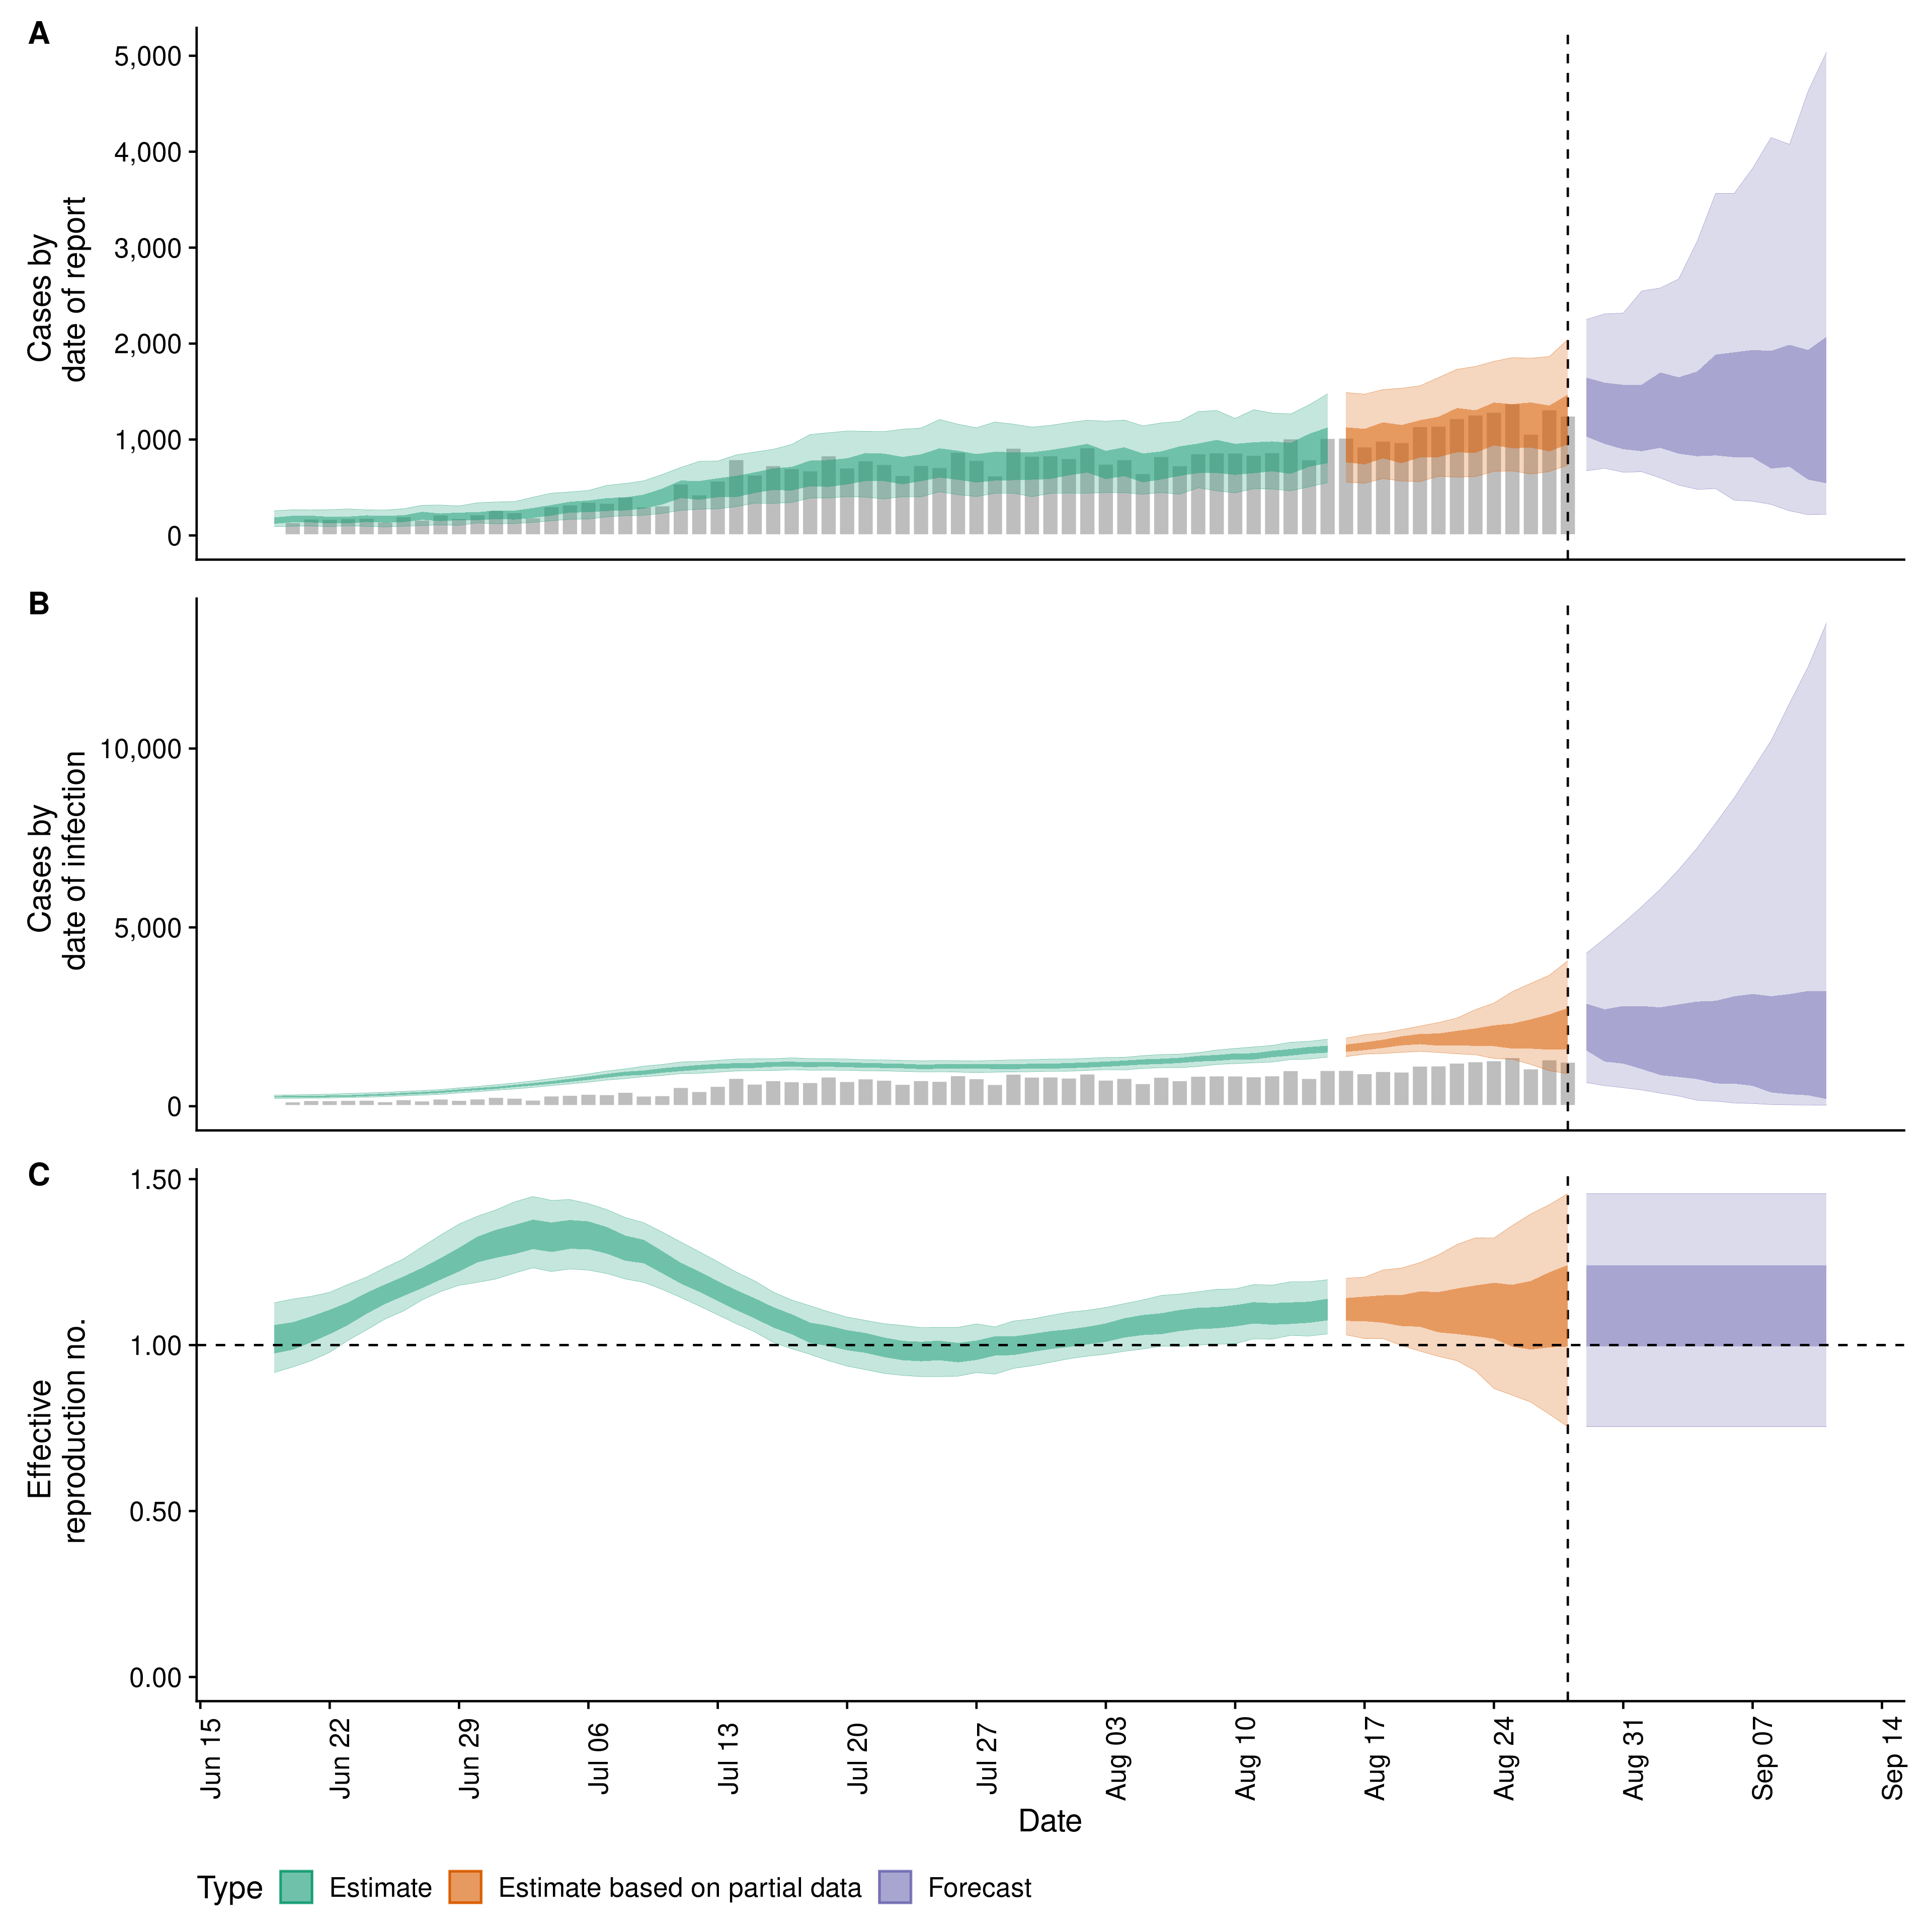 A
5,000
4,000
3,000
2,000
1,000
0
Cases by
date of report
B
10,000
5,000
0
Cases by
date of infection
C
1.50
1.00
0.50
0.00
Effective
reproduction no.
Jun 15
Jun 22
Jun 29
Jul 06
Jul 13
Jul 20
Jul 27
Aug 03
Aug 10
Aug 17
Aug 24
Aug 31
Sep 07
Sep 14
Date
Type Estimate Estimate based on partial data Forecast